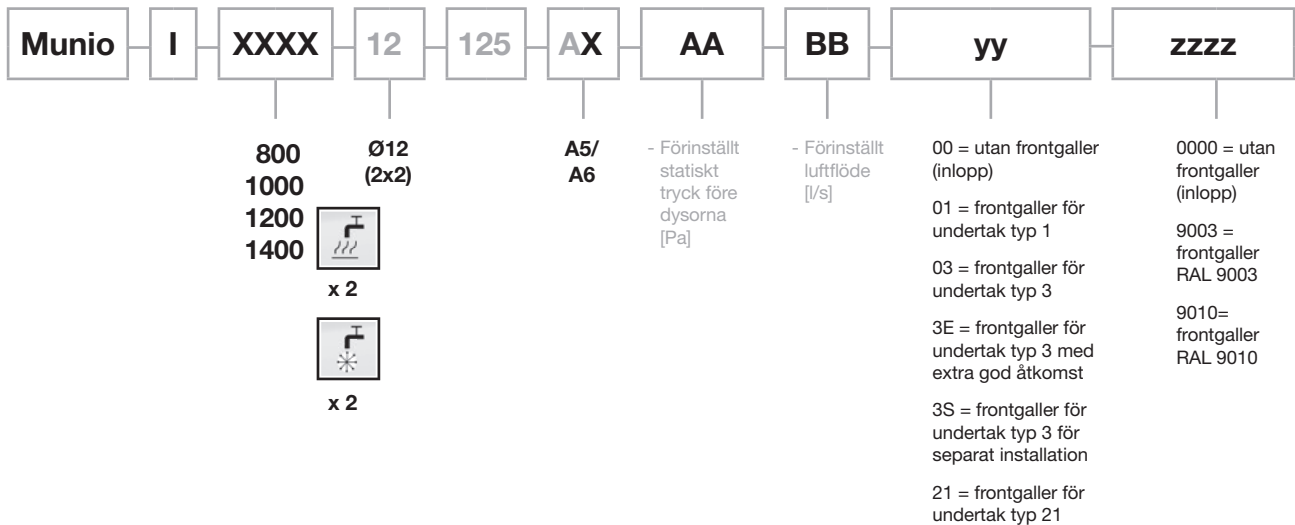 Munio I XXXX 12 125 AX AA BB yy zzzz
800
1000
1200
1400
Ø12
(2x2)
x 2
x 2
A5/
A6
- Förinställt
statiskt
tryck före
dysorna
[Pa]
- Förinställt
luftflöde
[l/s]
00 = utan frontgaller
(inlopp)
01 = frontgaller för
undertak typ 1
03 = frontgaller för
undertak typ 3
3E = frontgaller för
undertak typ 3 med
extra god åtkomst
3S = frontgaller för
undertak typ 3 för
separat installation
21 = frontgaller för
undertak typ 21
0000 = utan
frontgaller
(inlopp)
9003 =
frontgaller
RAL 9003
9010=
frontgaller
RAL 9010